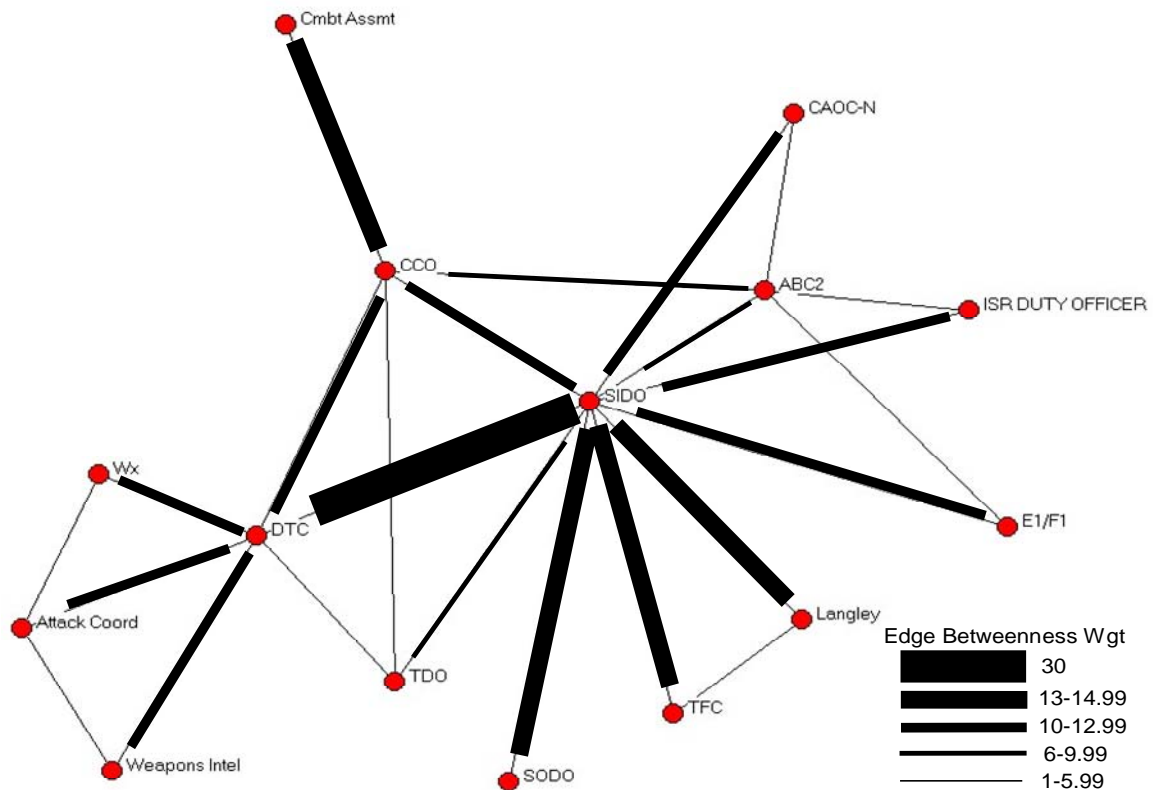 Cmbt Assmt
CAOC-N
CCO
ABC2
ISR DUTY OFFICER
SIDO
Wx
DTC
E1/F1
Attack Coord
Langley
TDO
TFC
Weapons Intel
SODO
Edge Betweenness Wgt
30
13-14.99
10-12.99
6-9.99
1-5.99